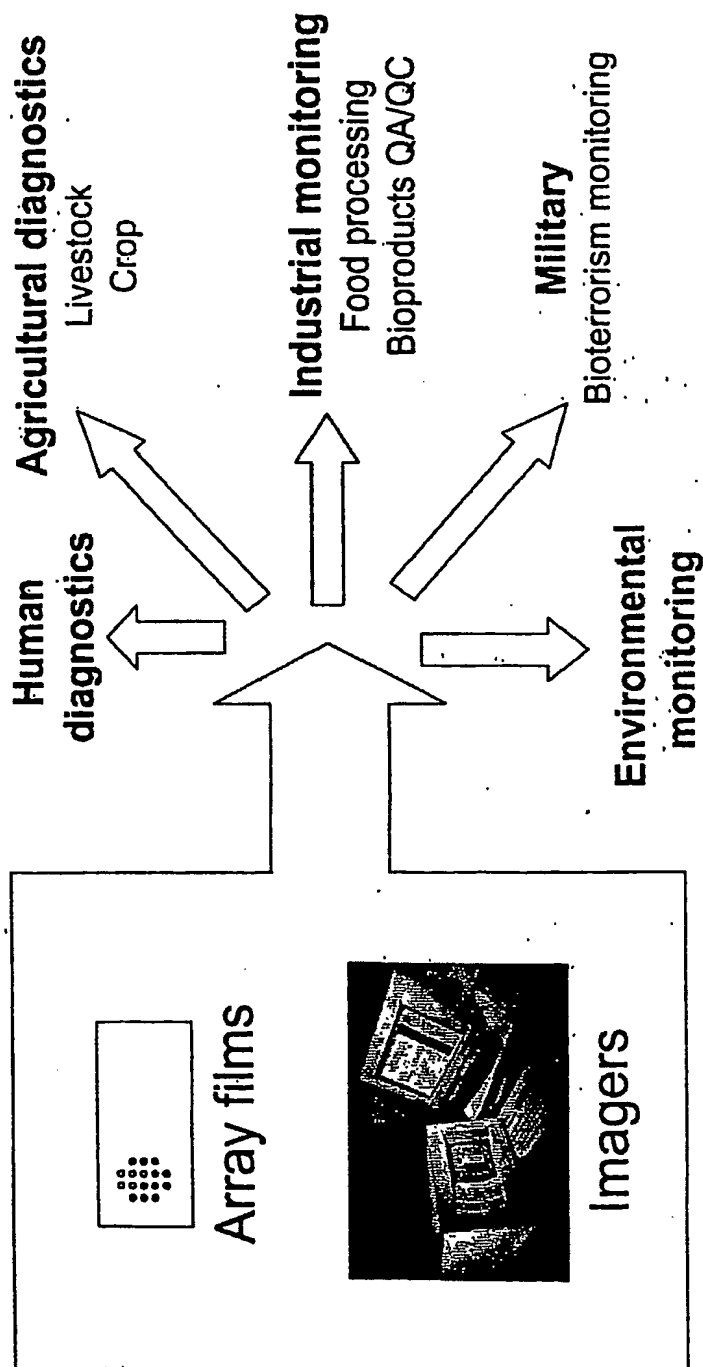 Array films
Imagers
Human
diagnostics
Agricultural diagnostics
Livestock
Crop
Industrial monitoring
Food processing
Bioproducts QA/QC
Military
Bioterrorism monitoring
Environmental
monitoring